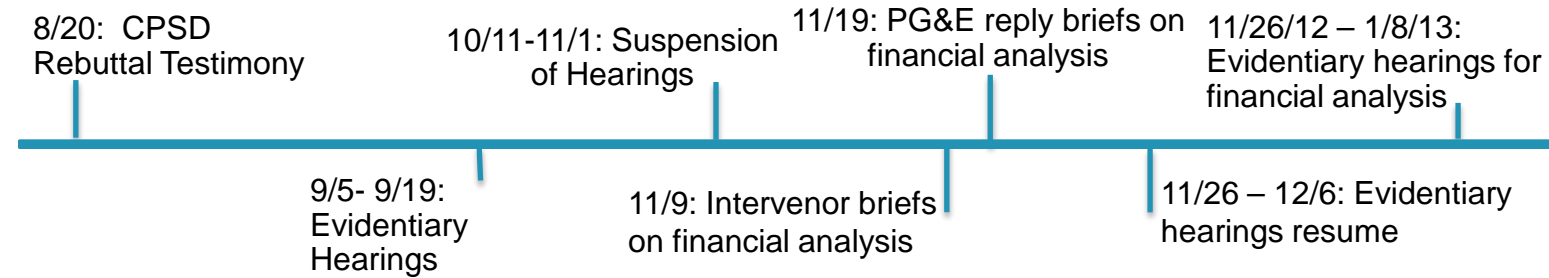 8/20:  CPSD
Rebuttal Testimony
10/11-11/1: Suspension
of Hearings
11/19: PG&E reply briefs on
financial analysis
11/26/12 – 1/8/13:
Evidentiary hearings for
financial analysis
9/5- 9/19:
Evidentiary
Hearings
11/9: Intervenor briefs
on financial analysis
11/26 – 12/6: Evidentiary
hearings resume